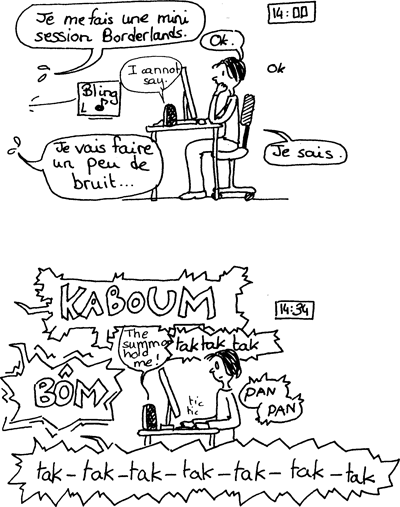 Je me fais une mini
session Borderlands.
14:00
Ok.
Ok
I cannot
say.
Bling
Je vais faire
un peu de
bruit...
Je sais.
KABOUM
14:34
The
summo
hold
me!
tak tak tak
BÔM
tic
tic
PAN
PAN
tak - tak - tak - tak - tak - tak - tak